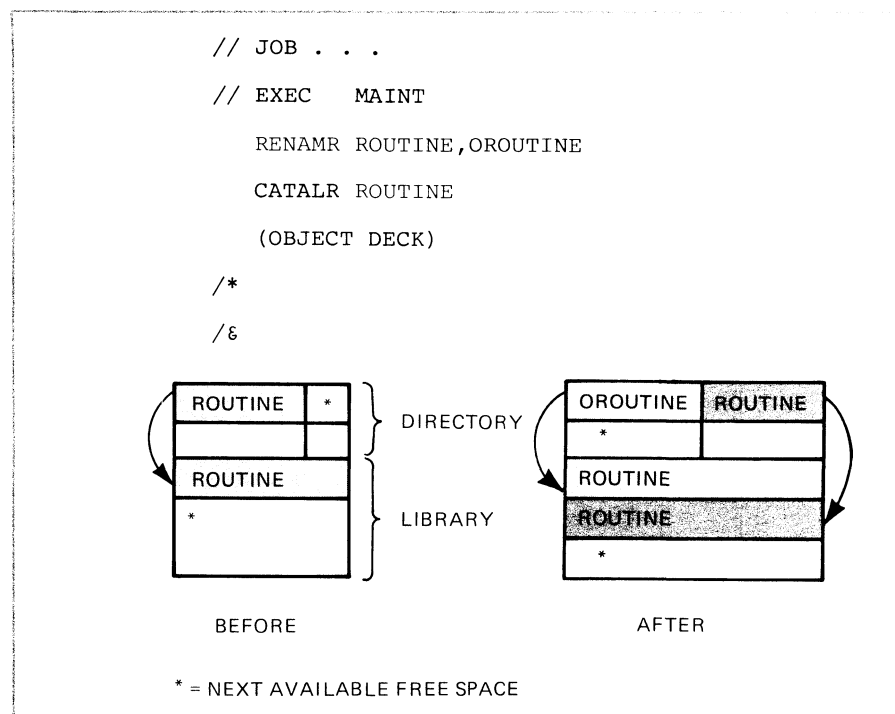 // JOB . . .
// EXEC MAINT
RENAMR ROUTINE,OROUTINE
CATALR ROUTINE
(OBJECT DECK)
/*
/&
ROUTINE *
DIRECTORY
ROUTINE
*
LIBRARY
BEFORE
OROUTINE ROUTINE
*
ROUTINE
ROUTINE
*
AFTER
* = NEXT AVAILABLE FREE SPACE